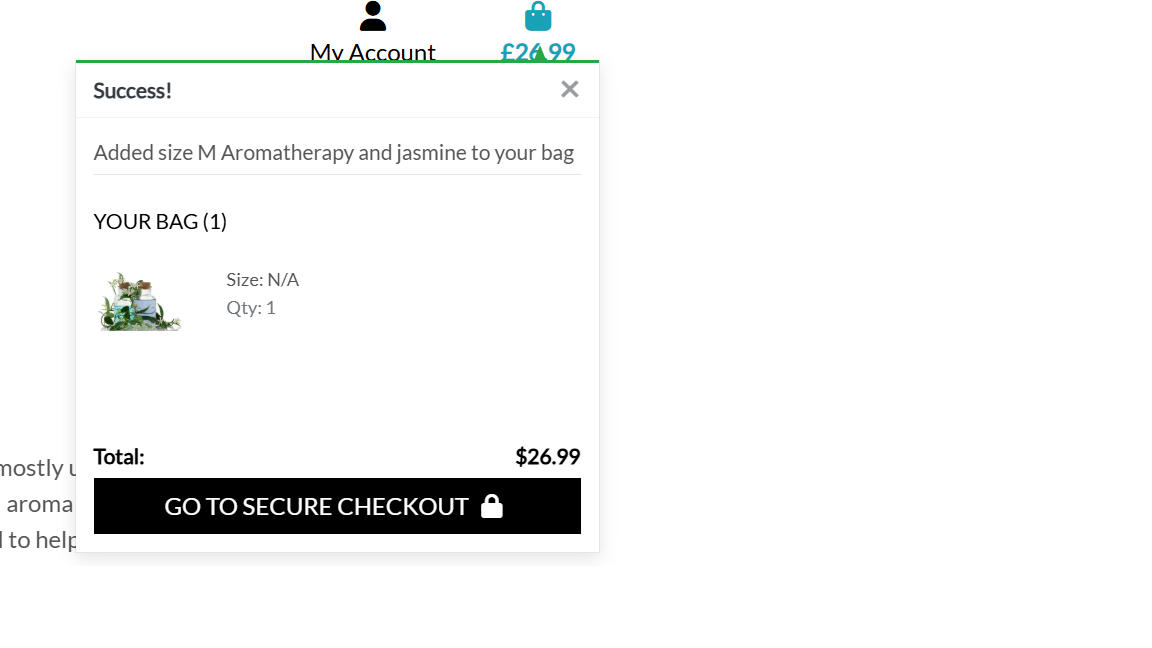 My Account
£26.99
Success!
Added size M Aromatherapy and jasmine to your bag
YOUR BAG (1)
Size: N/A
Qty: 1
Total:
$26.99
GO TO SECURE CHECKOUT
mostly
aroma
to help